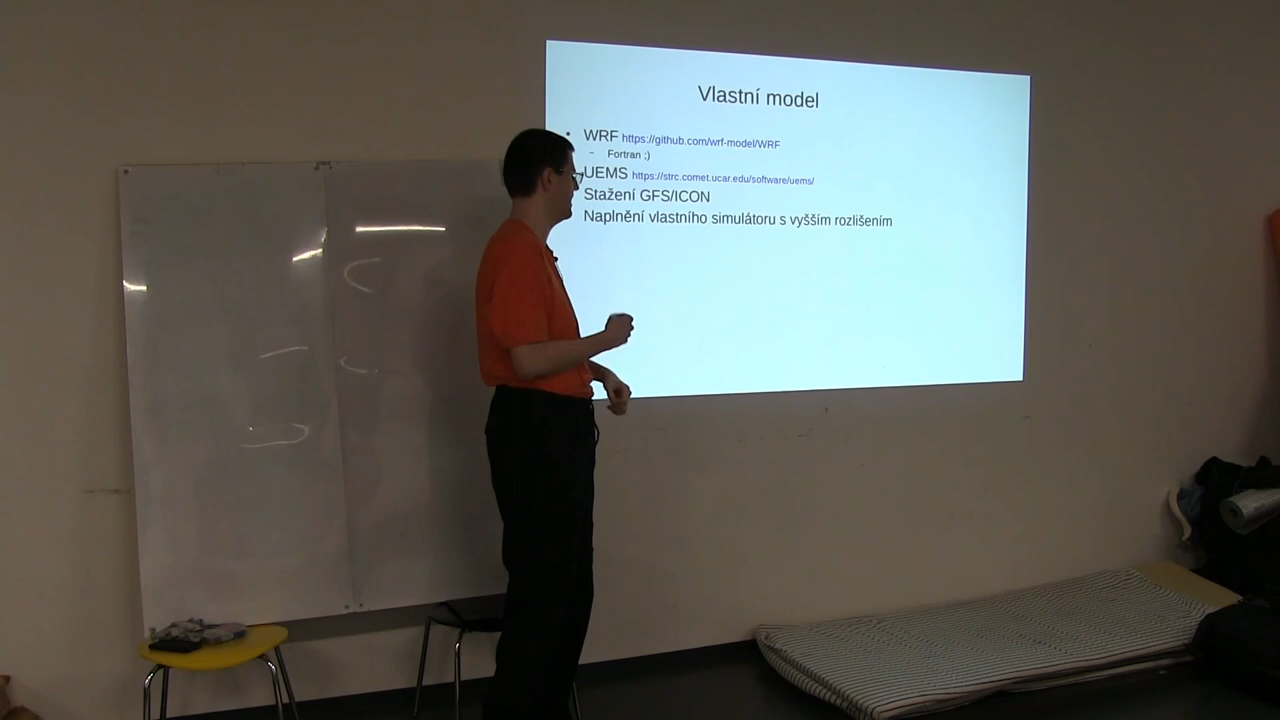 Vlastní model
• WRF https://github.com/wrf-model/WRF
– Fortran ;)
UEMS https://strc.comet.ucar.edu/software/uems/
Stažení GFS/ICON
Naplnění vlastního simulátoru s vyšším rozlišením